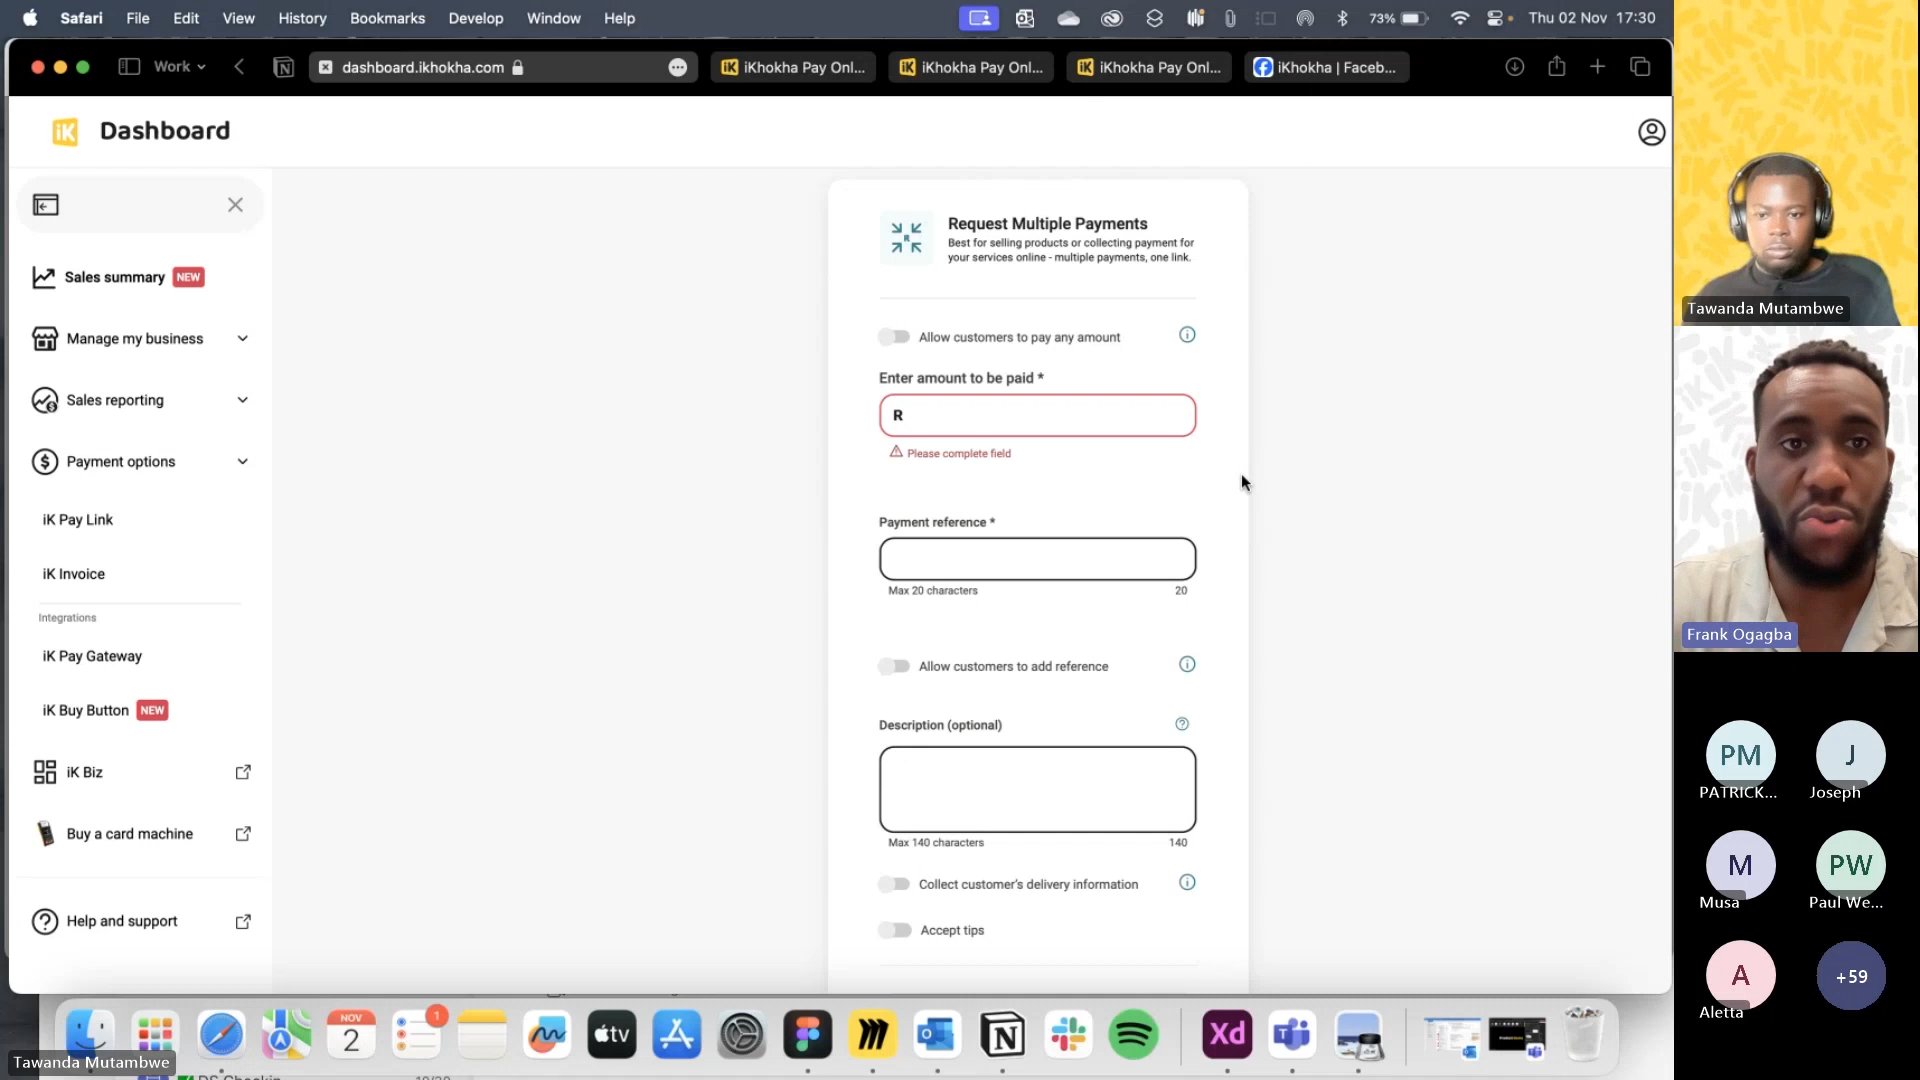 Safari File Edit View History Bookmarks Develop Window Help
73% Thu 02 Nov 17:30
Work
dashboard.ikhokha.com
iKhokha Pay Onl...
iKhokha Pay Onl...
iKhokha Pay Onl...
iKhokha | Faceb...
iK Dashboard
Sales summary NEW
Manage my business
Sales reporting
Payment options
iK Pay Link
iK Invoice
Integrations
iK Pay Gateway
iK Buy Button NEW
iK Biz
Buy a card machine
Help and support
Request Multiple Payments
Best for selling products or collecting payment for
your services online - multiple payments, one link.
Allow customers to pay any amount
Enter amount to be paid *
R
Please complete field
Payment reference *
Max 20 characters 20
Allow customers to add reference
Description (optional)
Max 140 characters 140
Collect customer's delivery information
Accept tips
Tawanda Mutambwe
Frank Ogagba
PM
PATRICK...
J
Joseph
M
Musa
PW
Paul We...
A
Aletta
+59
NOV
2
1
tv
Xd
Tawanda Mutambwe